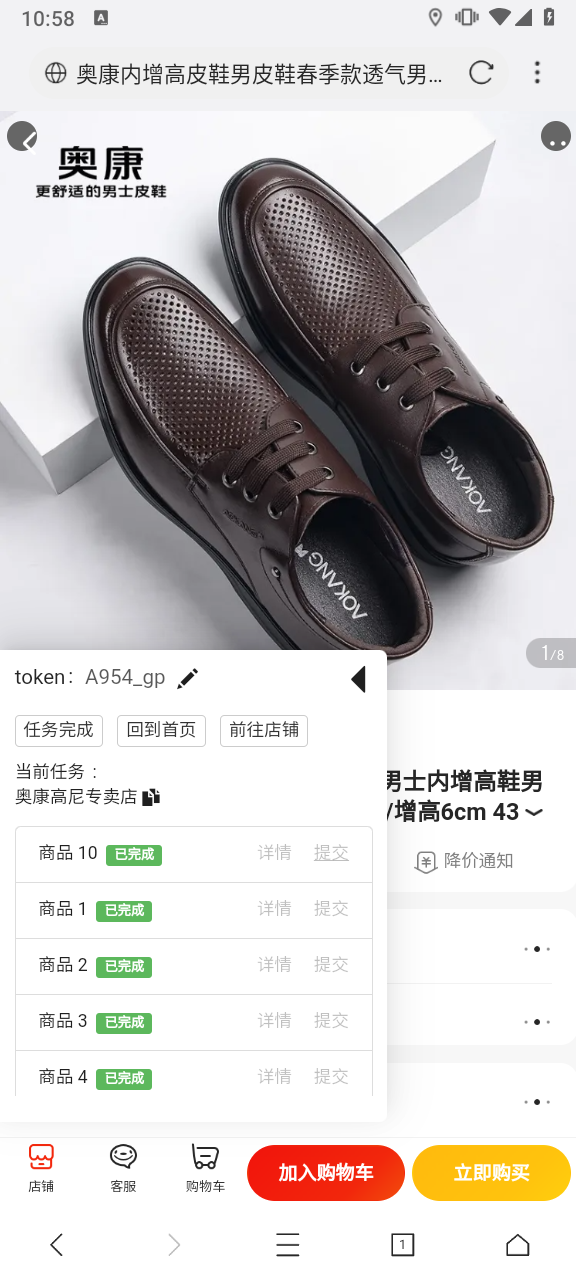 10:58
A
奥康内增高皮鞋男皮鞋春季款透气男...
奥康
更舒适的男士皮鞋
AOKANG
AOKANG
1/8
token: A954_gp
任务完成 回到首页 前往店铺
当前任务 :
奥康高尼专卖店
男士内增高鞋男
/增高6cm 43
降价通知
商品 10 已完成 详情 提交
商品 1 已完成 详情 提交
商品 2 已完成 详情 提交
商品 3 已完成 详情 提交
商品 4 已完成 详情 提交
店铺 客服 购物车 加入购物车 立即购买
1